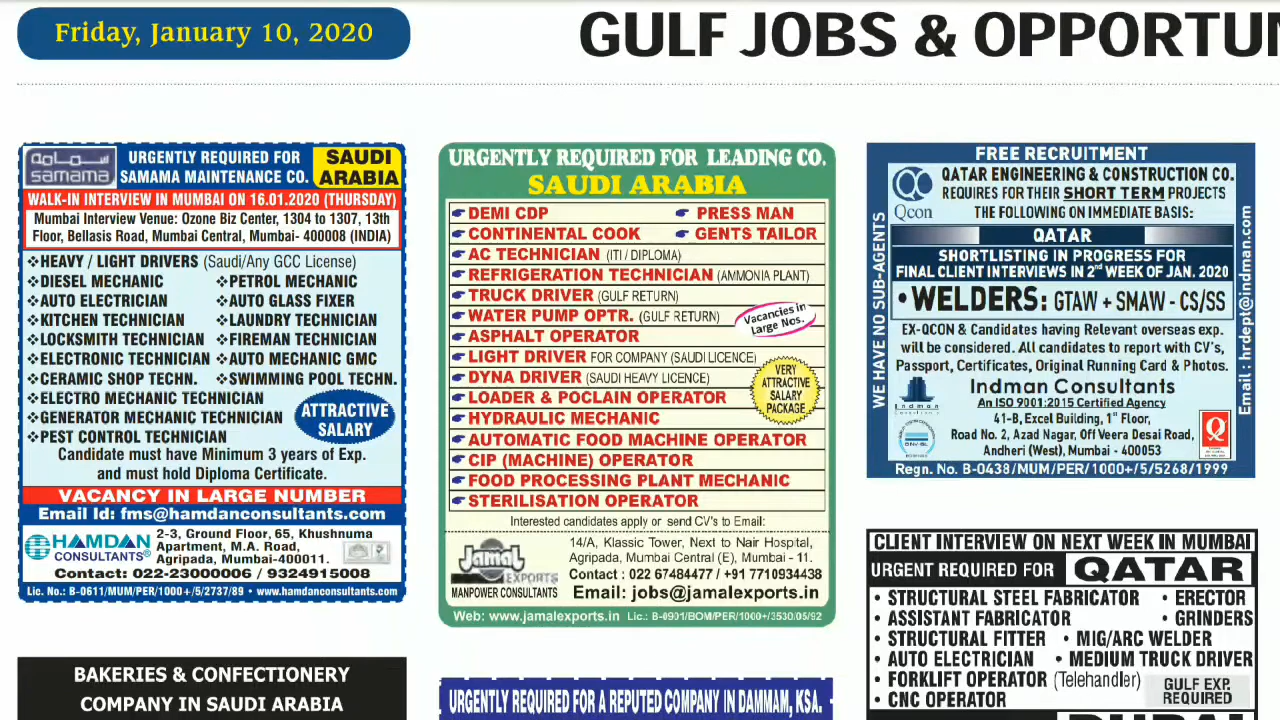 Friday, January 10, 2020
GULF JOBS & OPPORTUN
سمامه
samama
URGENTLY REQUIRED FOR
SAMAMA MAINTENANCE CO.
SAUDI
ARABIA
WALK-IN INTERVIEW IN MUMBAI ON 16.01.2020 (THURSDAY)
Mumbai Interview Venue: Ozone Biz Center, 1304 to 1307, 13th
Floor, Bellasis Road, Mumbai Central, Mumbai- 400008 (INDIA)
❖HEAVY / LIGHT DRIVERS (Saudi/Any GCC License)
❖DIESEL MECHANIC ❖PETROL MECHANIC
❖AUTO ELECTRICIAN ❖AUTO GLASS FIXER
❖KITCHEN TECHNICIAN ❖LAUNDRY TECHNICIAN
❖LOCKSMITH TECHNICIAN ❖FIREMAN TECHNICIAN
❖ELECTRONIC TECHNICIAN ❖AUTO MECHANIC GMC
❖CERAMIC SHOP TECHN. ❖SWIMMING POOL TECHN.
❖ELECTRO MECHANIC TECHNICIAN
❖GENERATOR MECHANIC TECHNICIAN
❖PEST CONTROL TECHNICIAN
ATTRACTIVE
SALARY
Candidate must have Minimum 3 years of Exp.
and must hold Diploma Certificate.
VACANCY IN LARGE NUMBER
Email Id: fms@hamdanconsultants.com
HAMDAN
CONSULTANTS®
2-3, Ground Floor, 65, Khushnuma
Apartment, M.A. Road,
Agripada, Mumbai-400011.
Contact: 022-23000006 / 9324915008
Lic. No.: B-0611/MUM/PER/1000+/5/2737/89 • www.hamdanconsultants.com
BAKERIES & CONFECTIONERY
COMPANY IN SAUDI ARABIA
URGENTLY REQUIRED FOR LEADING CO.
SAUDI ARABIA
DEMI CDP PRESS MAN
CONTINENTAL COOK GENTS TAILOR
AC TECHNICIAN (ITI / DIPLOMA)
REFRIGERATION TECHNICIAN (AMMONIA PLANT)
TRUCK DRIVER (GULF RETURN)
WATER PUMP OPTR. (GULF RETURN)
Vacancies in
Large Nos.
ASPHALT OPERATOR
LIGHT DRIVER FOR COMPANY (SAUDI LICENCE)
DYNA DRIVER (SAUDI HEAVY LICENCE)
LOADER & POCLAIN OPERATOR
VERY
ATTRACTIVE
SALARY
PACKAGE
HYDRAULIC MECHANIC
AUTOMATIC FOOD MACHINE OPERATOR
CIP (MACHINE) OPERATOR
FOOD PROCESSING PLANT MECHANIC
STERILISATION OPERATOR
Interested candidates apply or send CV's to Email:
Jamal
EXPORTS
MANPOWER CONSULTANTS
14/A, Klassic Tower, Next to Nair Hospital,
Agripada, Mumbai Central (E), Mumbai - 11.
Contact : 022 67484477 / +91 7710934438
Email: jobs@jamalexports.in
Web: www.jamalexports.in Lic.: B-0901/BOM/PER/1000+/3530/05/92
URGENTLY REQUIRED FOR A REPUTED COMPANY IN DAMMAM, KSA.
FREE RECRUITMENT
Qcon
QATAR ENGINEERING & CONSTRUCTION CO.
REQUIRES FOR THEIR SHORT TERM PROJECTS
THE FOLLOWING ON IMMEDIATE BASIS:
QATAR
SHORTLISTING IN PROGRESS FOR
FINAL CLIENT INTERVIEWS IN 2nd WEEK OF JAN. 2020
• WELDERS: GTAW + SMAW - CS/SS
EX-QCON & Candidates having Relevant overseas exp.
will be considered. All candidates to report with CV's,
Passport, Certificates, Original Running Card & Photos.
Indman
Indman Consultants
An ISO 9001:2015 Certified Agency
41-B, Excel Building, 1st Floor,
Road No. 2, Azad Nagar, Off Veera Desai Road,
Andheri (West), Mumbai - 400053
Regn. No. B-0438/MUM/PER/1000+/5/5268/1999
WE HAVE NO SUB-AGENTS
Email : hrdept@indman.com
CLIENT INTERVIEW ON NEXT WEEK IN MUMBAI
URGENT REQUIRED FOR QATAR
• STRUCTURAL STEEL FABRICATOR • ERECTOR
• ASSISTANT FABRICATOR • GRINDERS
• STRUCTURAL FITTER • MIG/ARC WELDER
• AUTO ELECTRICIAN • MEDIUM TRUCK DRIVER
• FORKLIFT OPERATOR (Telehandler)
• CNC OPERATOR
GULF EXP.
REQUIRED